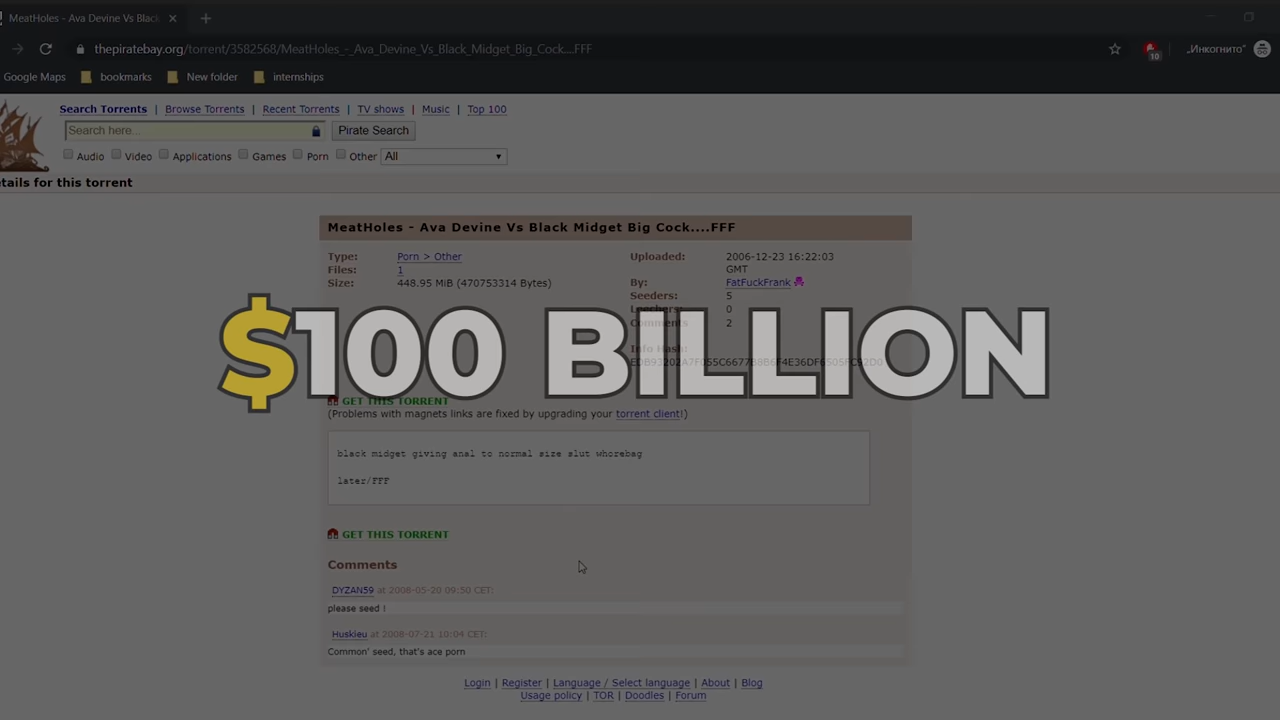 MeatHoles - Ava Devine Vs Black
thepiratebay.org/torrent/3582568/MeatHoles_-_Ava_Devine_Vs_Black_Midget_Big_Cock....FFF
10
„Инкогнито“
Google Maps bookmarks New folder internships
Search Torrents | Browse Torrents | Recent Torrents | TV shows | Music | Top 100
Search here...
Pirate Search
Audio Video Applications Games Porn Other All
etails for this torrent
MeatHoles - Ava Devine Vs Black Midget Big Cock....FFF
Type: Porn > Other
Files: 1
Size: 448.95 MiB (470753314 Bytes)
Uploaded: 2006-12-23 16:22:03
GMT
By: FatFuckFrank
Seeders: 5
Leechers: 0
Comments 2
Info Hash:
$100 BILLION
GET THIS TORRENT
(Problems with magnets links are fixed by upgrading your torrent client!)
black midget giving anal to normal size slut whorebag
later/FFF
GET THIS TORRENT
Comments
DYZAN59 at 2008-05-20 09:50 CET:
please seed !
Huskieu at 2008-07-21 10:04 CET:
Common' seed, that's ace porn
Login | Register | Language / Select language | About | Blog
Usage policy | TOR | Doodles | Forum